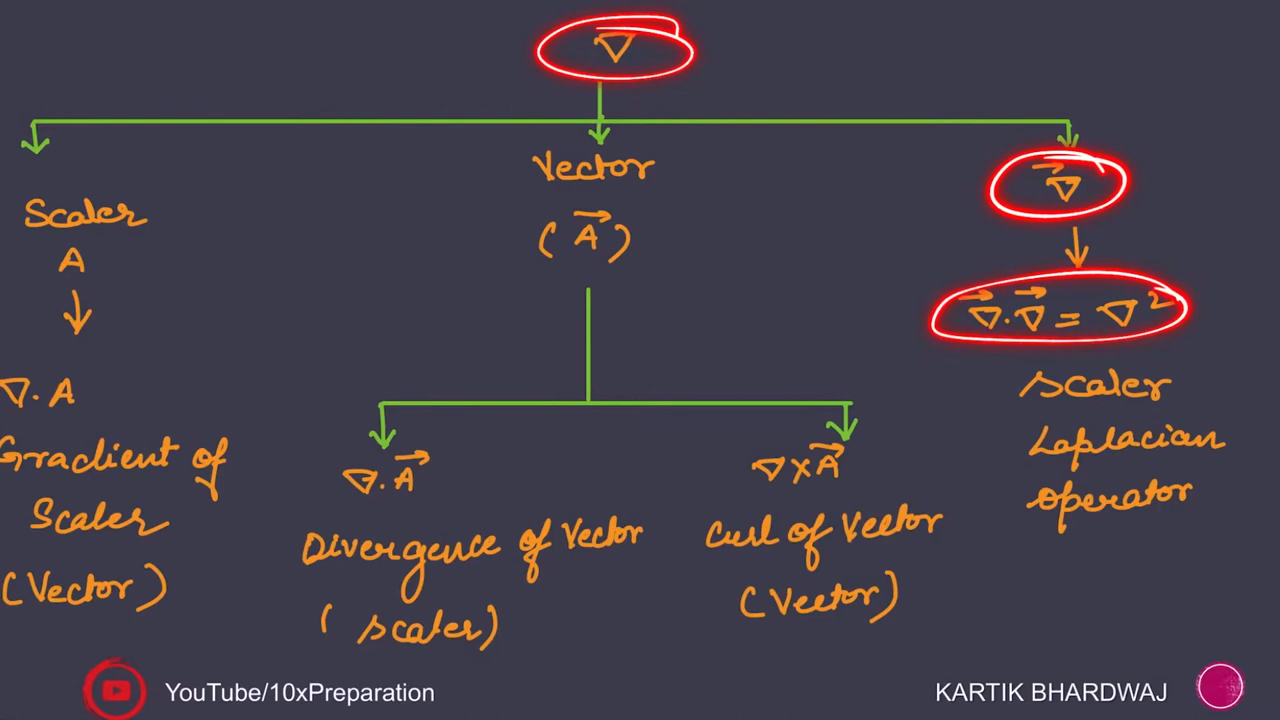 ∇
Scaler
A
∇.A
Gradient of
Scaler
(Vector)
Vector
(A⃗)
∇.A⃗
Divergence of Vector
(scaler)
∇×A⃗
Curl of Vector
(Vector)
∇⃗
∇⃗.∇⃗ = ∇²
scaler
Laplacian
operator
YouTube/10xPreparation
KARTIK BHARDWAJ